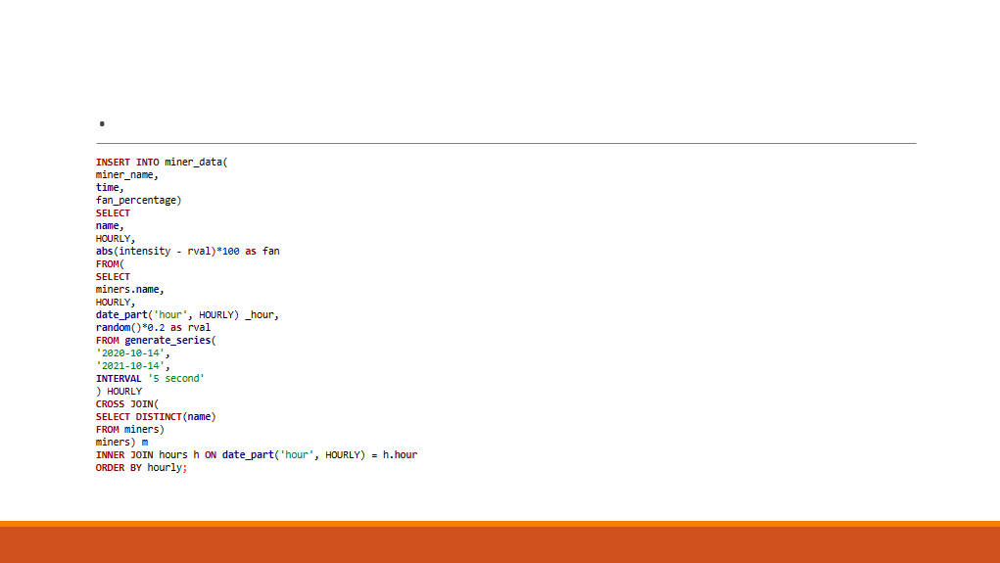 •
INSERT INTO miner_data(
miner_name,
time,
fan_percentage)
SELECT
name,
HOURLY,
abs(intensity - rval)*100 as fan
FROM(
SELECT
miners.name,
HOURLY,
date_part('hour', HOURLY) _hour,
random()*0.2 as rval
FROM generate_series(
'2020-10-14',
'2021-10-14',
INTERVAL '5 second'
) HOURLY
CROSS JOIN(
SELECT DISTINCT(name)
FROM miners)
miners) m
INNER JOIN hours h ON date_part('hour', HOURLY) = h.hour
ORDER BY hourly;